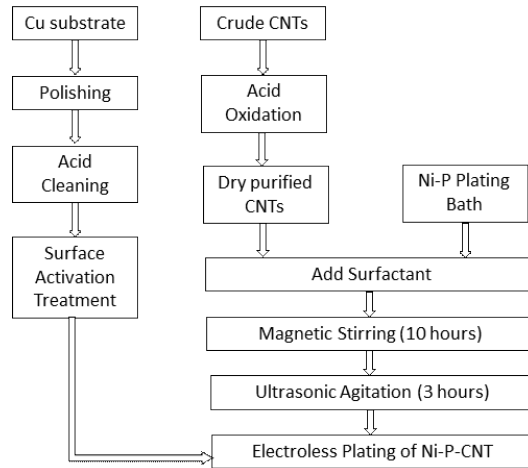 Cu substrate
Polishing
Acid
Cleaning
Surface
Activation
Treatment
Crude CNTs
Acid
Oxidation
Dry purified
CNTs
Ni-P Plating
Bath
Add Surfactant
Magnetic Stirring (10 hours)
Ultrasonic Agitation (3 hours)
Electroless Plating of Ni-P-CNT